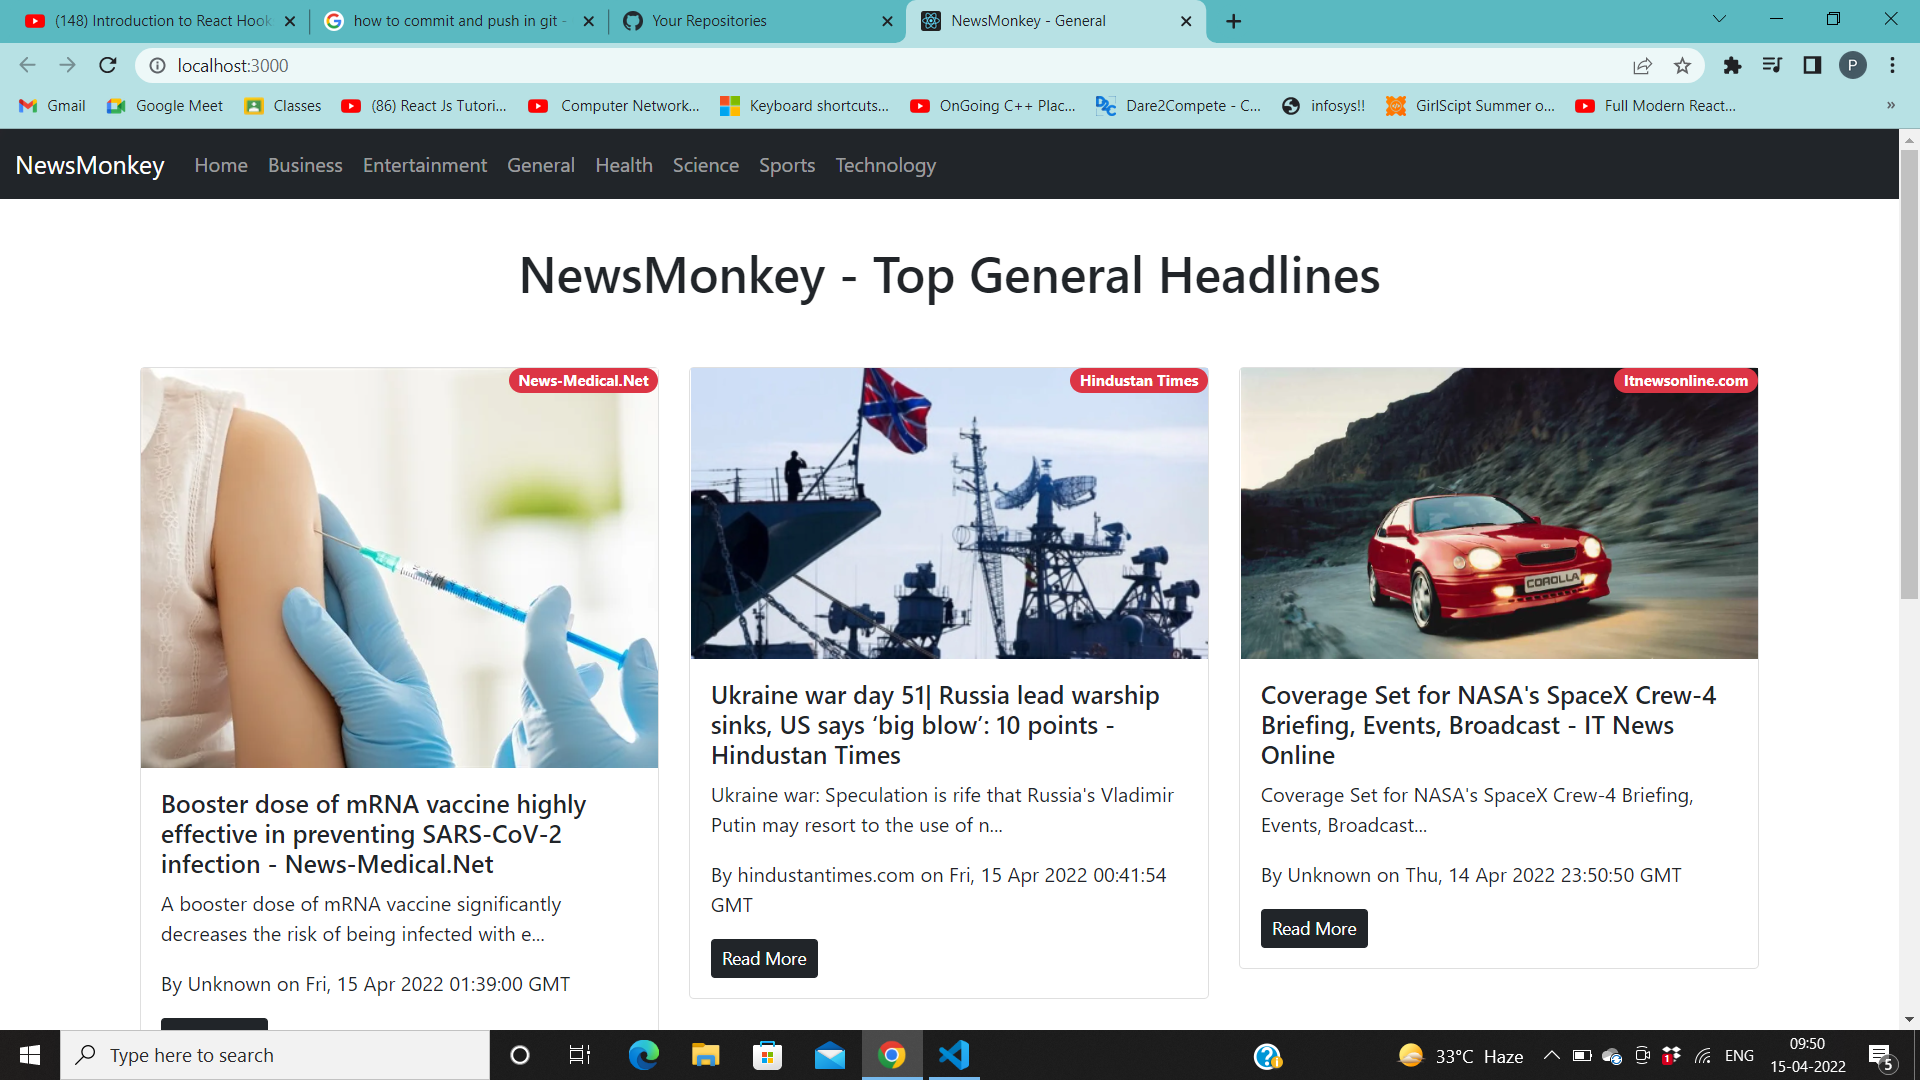 (148) Introduction to React Hook
how to commit and push in git -
Your Repositories
NewsMonkey - General
localhost:3000
P
Gmail
Google Meet
Classes
(86) React Js Tutori...
Computer Network...
Keyboard shortcuts...
OnGoing C++ Plac...
Dare2Compete - C...
infosys!!
GirlScipt Summer o...
Full Modern React...
»
NewsMonkey Home Business Entertainment General Health Science Sports Technology
NewsMonkey - Top General Headlines
News-Medical.Net
Booster dose of mRNA vaccine highly
effective in preventing SARS-CoV-2
infection - News-Medical.Net
A booster dose of mRNA vaccine significantly
decreases the risk of being infected with e...
By Unknown on Fri, 15 Apr 2022 01:39:00 GMT
Hindustan Times
Ukraine war day 51| Russia lead warship
sinks, US says ‘big blow’: 10 points -
Hindustan Times
Ukraine war: Speculation is rife that Russia's Vladimir
Putin may resort to the use of n...
By hindustantimes.com on Fri, 15 Apr 2022 00:41:54
GMT
Read More
Itnewsonline.com
COROLLA
Coverage Set for NASA's SpaceX Crew-4
Briefing, Events, Broadcast - IT News
Online
Coverage Set for NASA's SpaceX Crew-4 Briefing,
Events, Broadcast...
By Unknown on Thu, 14 Apr 2022 23:50:50 GMT
Read More
Type here to search
33°C Haze
1
ENG
09:50
15-04-2022
5